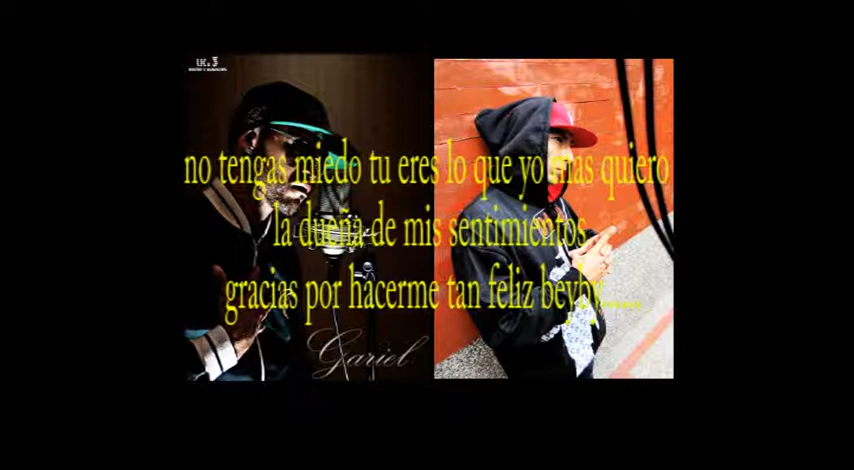 no tengas miedo tu eres lo que yo mas quiero
la dueña de mis sentimientos
gracias por hacerme tan feliz beyby......
Gariel